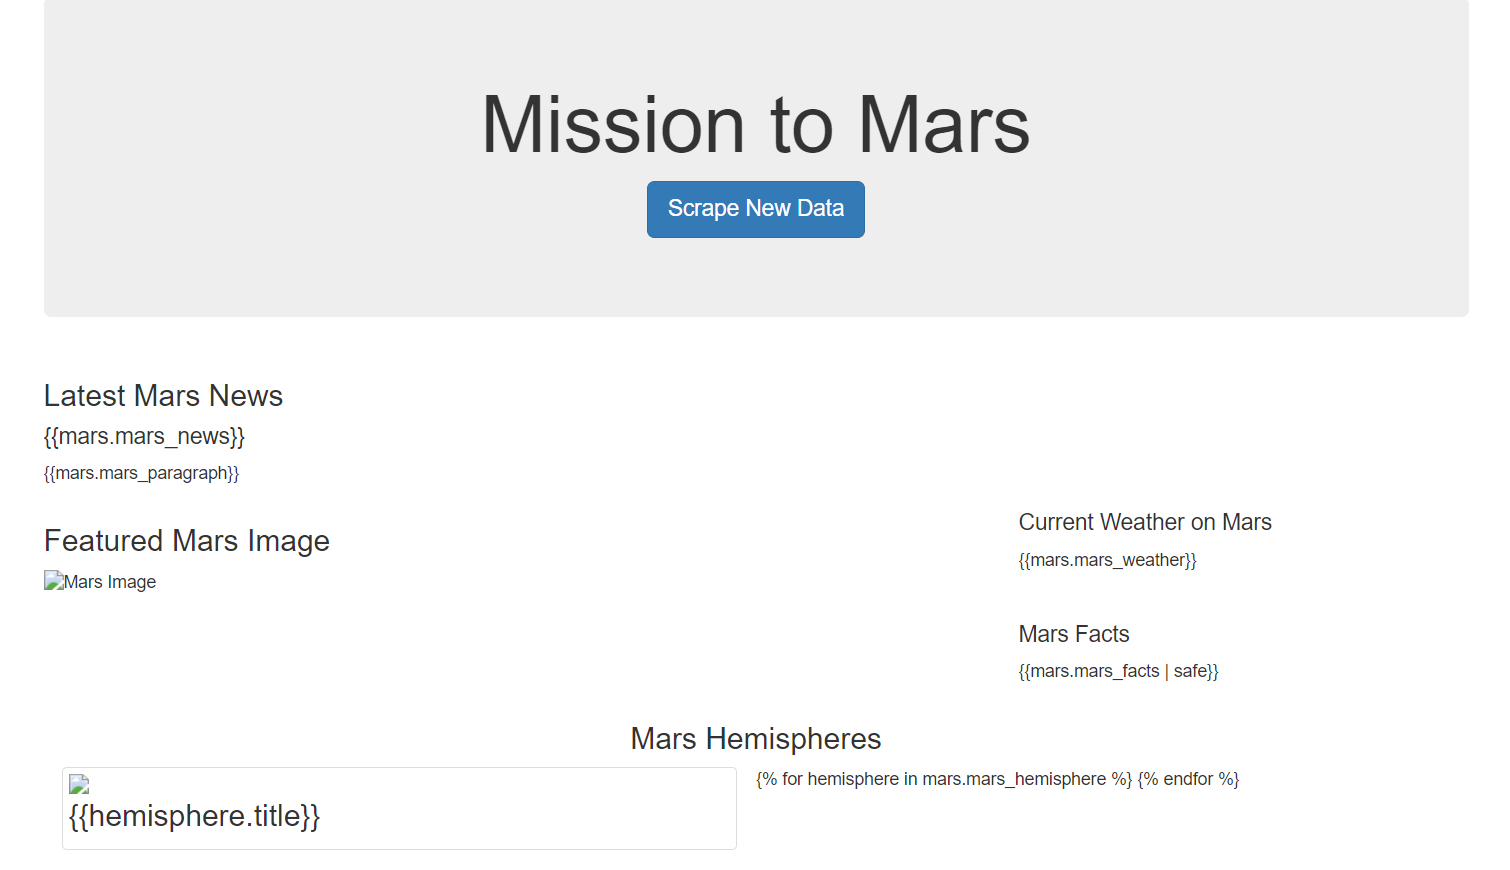 Mission to Mars
Scrape New Data
Latest Mars News
{{mars.mars_news}}
{{mars.mars_paragraph}}
Featured Mars Image
Mars Image
Current Weather on Mars
{{mars.mars_weather}}
Mars Facts
{{mars.mars_facts | safe}}
Mars Hemispheres
{{hemisphere.title}}
{% for hemisphere in mars.mars_hemisphere %} {% endfor %}